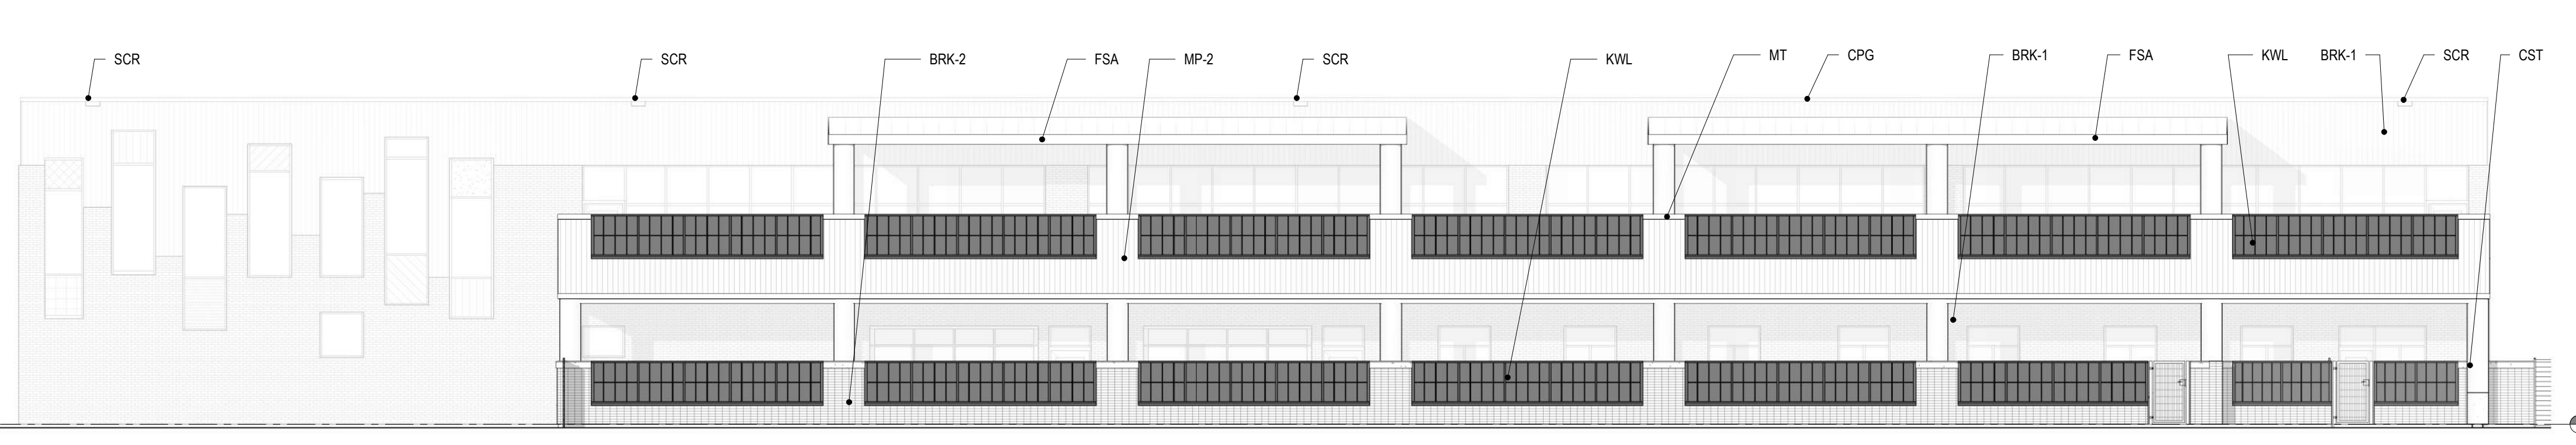 SCR
SCR
BRK-2
FSA
MP-2
SCR
KWL
MT
CPG
BRK-1
FSA
KWL
BRK-1
SCR
CST